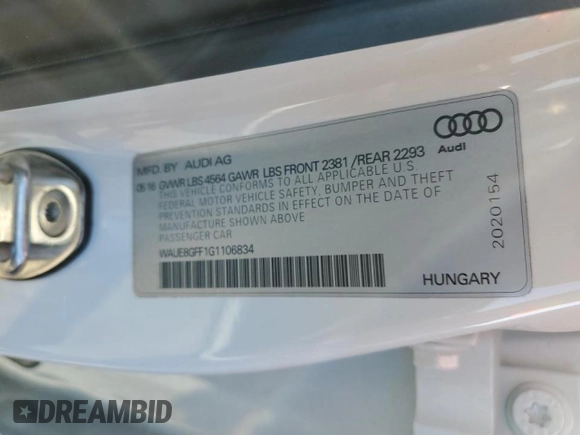 MFD. BY AUDI AG
05 16 GVWR LBS 4564 GAWR LBS FRONT 2381 /REAR 2293
THIS VEHICLE CONFORMS TO ALL APPLICABLE U.S.
FEDERAL MOTOR VEHICLE SAFETY, BUMPER AND THEFT
PREVENTION STANDARDS IN EFFECT ON THE DATE OF
MANUFACTURE SHOWN ABOVE
PASSENGER CAR
WAUE8GFF1G1106834
Audi
2020154
HUNGARY
DREAMBID